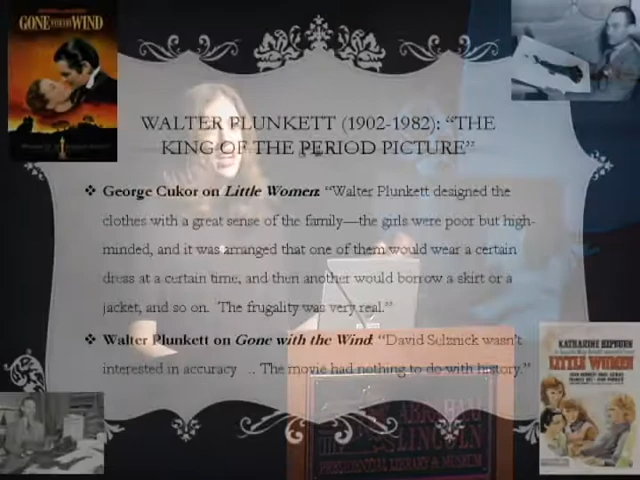 GONE WITH THE WIND
WALTER PLUNKETT (1902-1982): “THE
KING OF THE PERIOD PICTURE”
❖ George Cukor on Little Women: “Walter Plunkett designed the
clothes with a great sense of the family—the girls were poor but high-
minded, and it was arranged that one of them would wear a certain
dress at a certain time, and then another would borrow a skirt or a
jacket, and so on. The frugality was very real.”
❖ Walter Plunkett on Gone with the Wind: “David Selznick wasn’t
interested in accuracy … The movie had nothing to do with history.”
KATHARINE HEPBURN
LITTLE WOMEN
ABRAHAM
LINCOLN
PRESIDENTIAL LIBRARY & MUSEUM